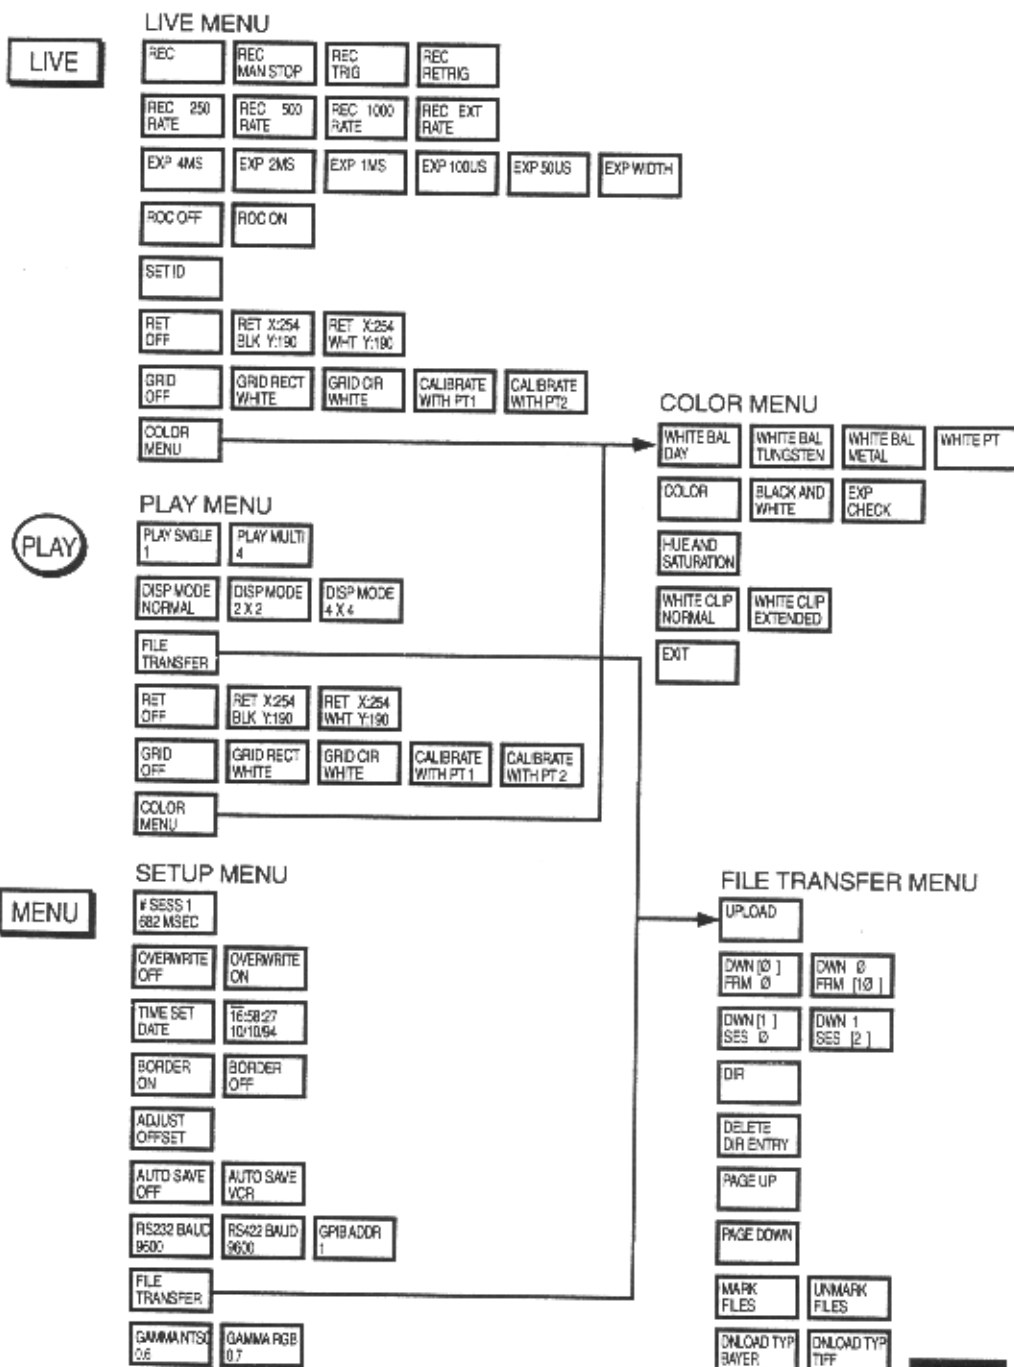 LIVE MENU
LIVE
REC
REC
MAN STOP
REC
TRIG
REC
RETRIG
REC 250
RATE
REC 500
RATE
REC 1000
RATE
REC EXT
RATE
EXP 4MS
EXP 2MS
EXP 1MS
EXP 100US
EXP 50US
EXP WIDTH
ROC OFF
ROC ON
SET ID
RET
OFF
RET X:254
BLK Y:190
RET X:254
WHT Y:190
GRID
OFF
GRID RECT
WHITE
GRID CIR
WHITE
CALIBRATE
WITH PT1
CALIBRATE
WITH PT2
COLOR
MENU
COLOR MENU
WHITE BAL
DAY
WHITE BAL
TUNGSTEN
WHITE BAL
METAL
WHITE PT
COLOR
BLACK AND
WHITE
EXP
CHECK
HUE AND
SATURATION
WHITE CLIP
NORMAL
WHITE CLIP
EXTENDED
EXIT
PLAY MENU
PLAY
PLAY SNGLE
1
PLAY MULTI
4
DISP MODE
NORMAL
DISP MODE
2 X 2
DISP MODE
4 X 4
FILE
TRANSFER
RET
OFF
RET X:254
BLK Y:190
RET X:254
WHT Y:190
GRID
OFF
GRID RECT
WHITE
GRID CIR
WHITE
CALIBRATE
WITH PT 1
CALIBRATE
WITH PT 2
COLOR
MENU
SETUP MENU
MENU
# SESS 1
682 MSEC
OVERWRITE
OFF
OVERWRITE
ON
TIME SET
DATE
16:58:27
10/10/94
BORDER
ON
BORDER
OFF
ADJUST
OFFSET
AUTO SAVE
OFF
AUTO SAVE
VCR
RS232 BAUD
9600
RS422 BAUD
9600
GPIB ADDR
1
FILE
TRANSFER
GAMMA NTSC
0.6
GAMMA RGB
0.7
FILE TRANSFER MENU
UPLOAD
DWN [Ø ]
FRM Ø
DWN Ø
FRM [1Ø ]
DWN [1 ]
SES Ø
DWN 1
SES [2 ]
DIR
DELETE
DIR ENTRY
PAGE UP
PAGE DOWN
MARK
FILES
UNMARK
FILES
DNLOAD TYP
BAYER
DNLOAD TYP
TIFF